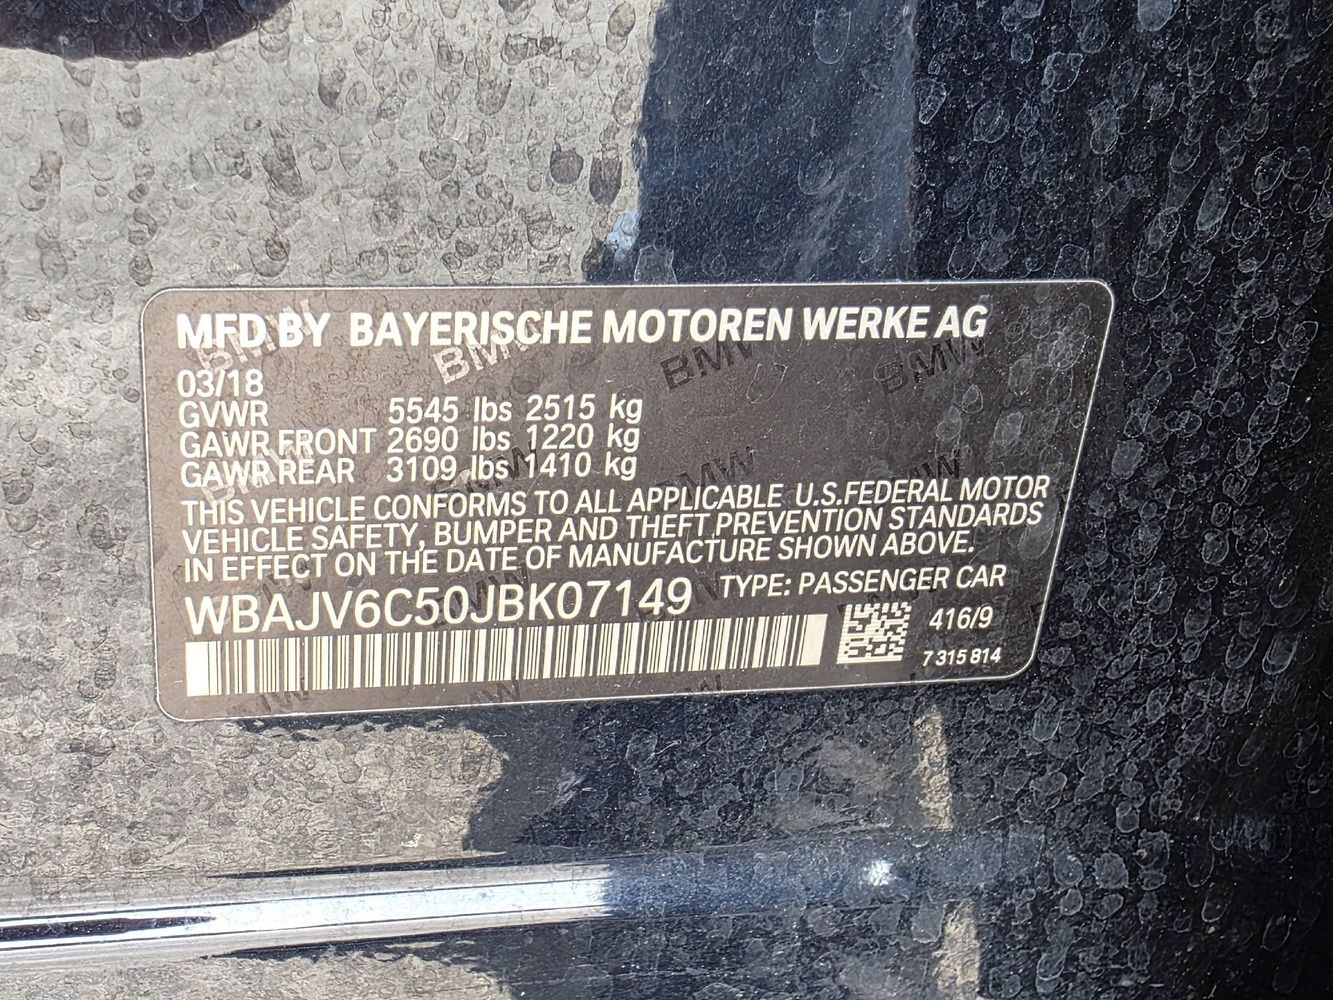 MFD BY BAYERISCHE MOTOREN WERKE AG
03/18
GVWR 5545 lbs 2515 kg
GAWR FRONT 2690 lbs 1220 kg
GAWR REAR 3109 lbs 1410 kg
THIS VEHICLE CONFORMS TO ALL APPLICABLE U.S.FEDERAL MOTOR
VEHICLE SAFETY, BUMPER AND THEFT PREVENTION STANDARDS
IN EFFECT ON THE DATE OF MANUFACTURE SHOWN ABOVE.
WBAJV6C50JBK07149 TYPE: PASSENGER CAR
416/9
7 315 814